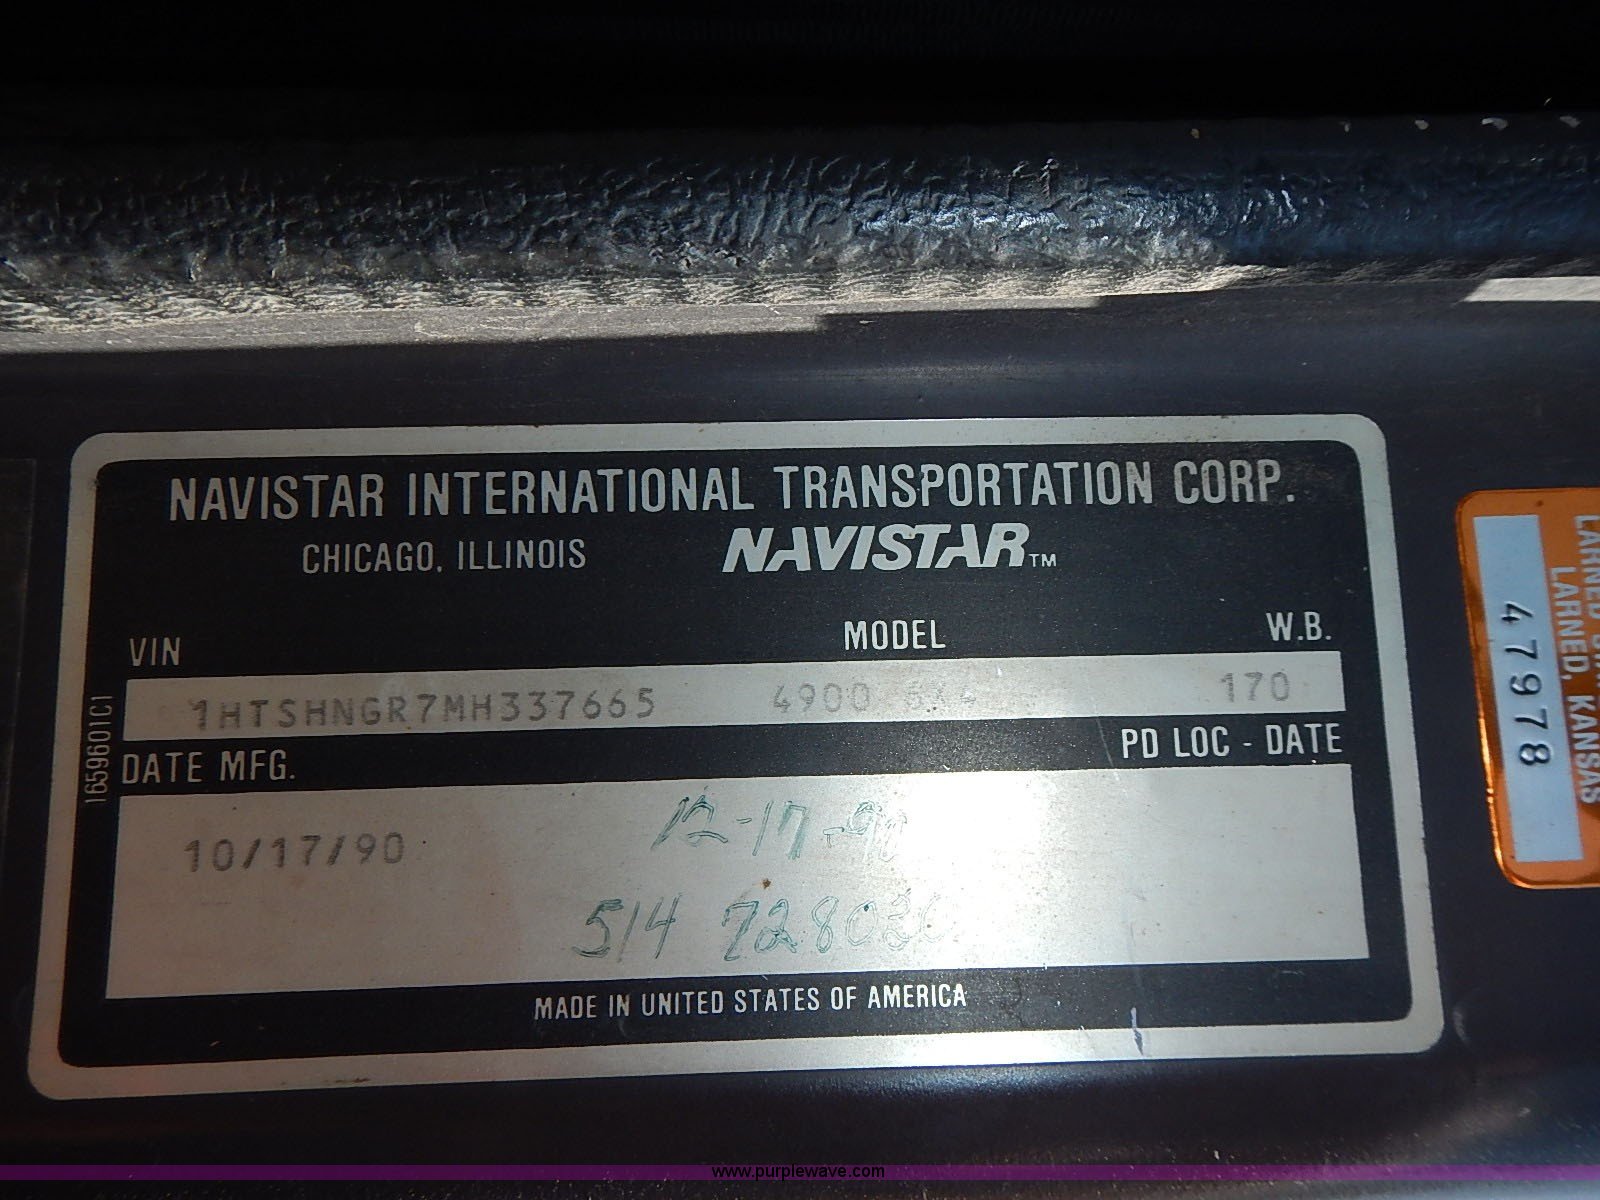 NAVISTAR INTERNATIONAL TRANSPORTATION CORP.
CHICAGO, ILLINOIS NAVISTAR™
VIN MODEL W.B.
1HTSHNGR7MH337665 4900 170
1659601C1
DATE MFG. PD LOC - DATE
10/17/90 12-17-90
514
MADE IN UNITED STATES OF AMERICA
LARNED, KANSAS
47978
www.purplewave.com